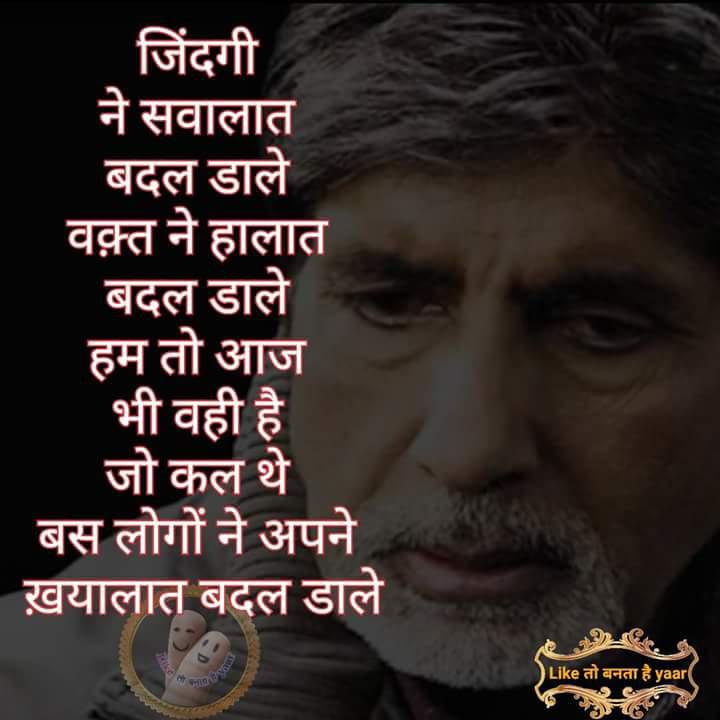 जिंदगी
ने सवालात
बदल डाले
वक़्त ने हालात
बदल डाले
हम तो आज
भी वही है
जो कल थे
बस लोगों ने अपने
ख़यालात बदल डाले
Like तो बनता है yaar